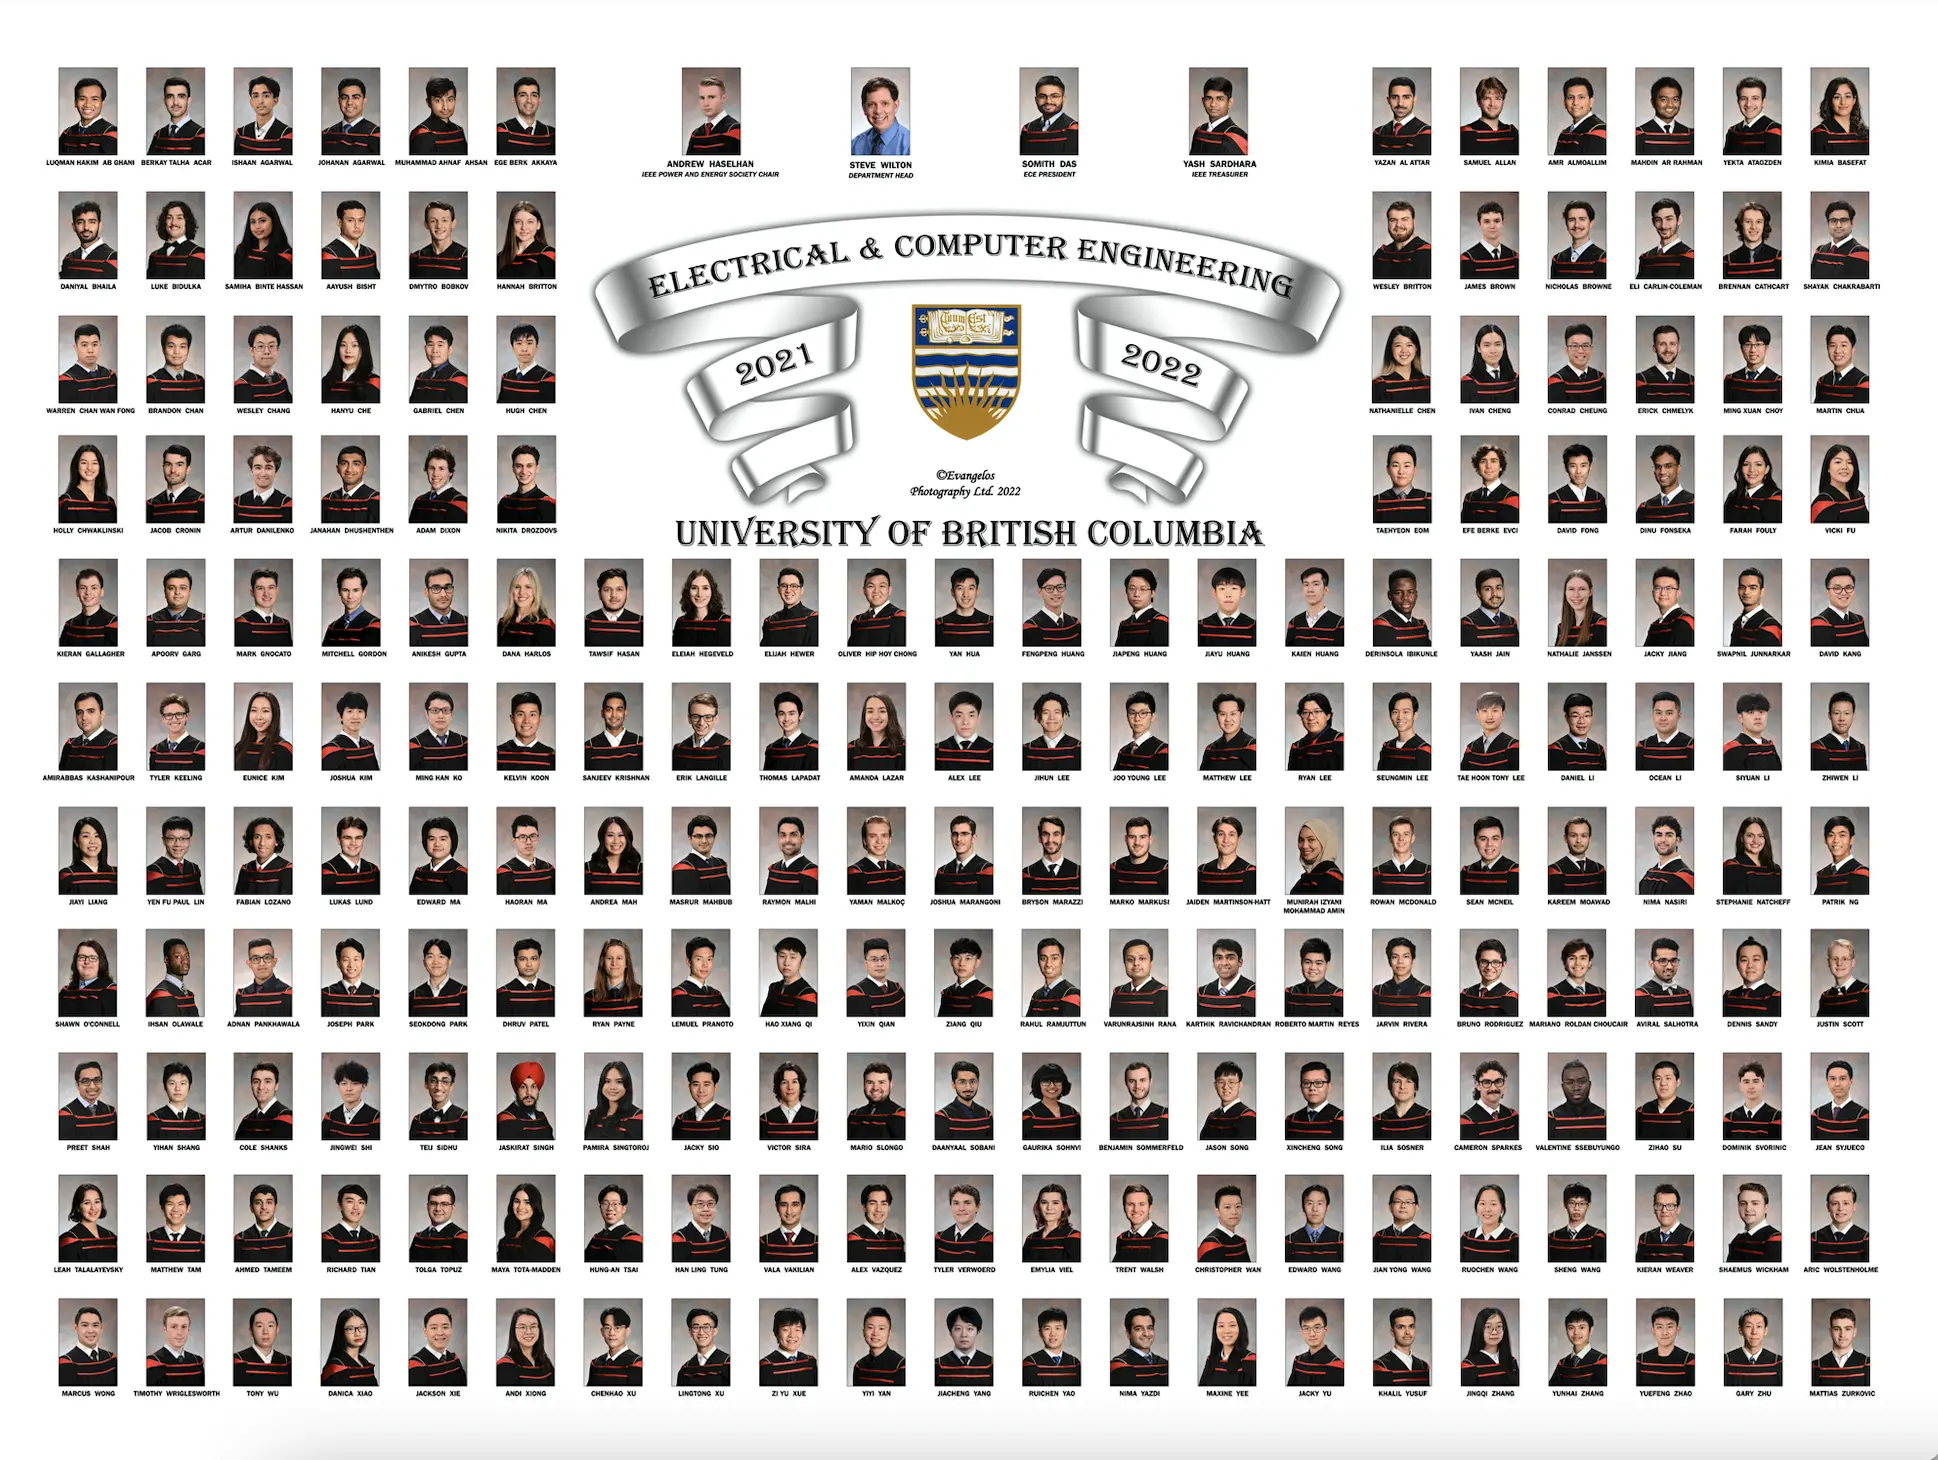 LUQMAN HAKIM AB GHANI BERKAY TALHA ACAR ISHAAN AGARWAL JOHANAN AGARWAL MUHAMMAD AHNAF AHSAN EGE BERK AKKAYA
ANDREW HASELHAN STEVE WILTON SOMITH DAS YASH SARDHARA
IEEE POWER AND ENERGY SOCIETY CHAIR DEPARTMENT HEAD ECE PRESIDENT IEEE TREASURER
YAZAN AL ATTAR SAMUEL ALLAN AMR ALMOALLIM MAHDIN AR RAHMAN YEKTA ATAOZDEN KIMIA BASEFAT
DANIYAL BHAILA LUKE BIDULKA SAMIHA BINTE HASSAN AAYUSH BISHT DMYTRO BOBKOV HANNAH BRITTON
WESLEY BRITTON JAMES BROWN NICHOLAS BROWNE ELI CARLIN-COLEMAN BRENNAN CATHCART SHAYAK CHAKRABARTI
ELECTRICAL & COMPUTER ENGINEERING
2021 2022
Tuum Est
WARREN CHAN WAN FONG BRANDON CHAN WESLEY CHANG HANYU CHE GABRIEL CHEN HUGH CHEN
NATHANIELLE CHEN IVAN CHENG CONRAD CHEUNG ERICK CHMELYK MING XUAN CHOY MARTIN CHUA
©Evangelos
Photography Ltd. 2022
UNIVERSITY OF BRITISH COLUMBIA
HOLLY CHWAKLINSKI JACOB CRONIN ARTUR DANILENKO JANAHAN DHUSHENTHEN ADAM DIXON NIKITA DROZDOVS
TAEHYEON EOM EFE BERKE EVCI DAVID FONG DINU FONSEKA FARAH FOULY VICKI FU
KIERAN GALLAGHER APOORV GARG MARK GNOCATO MITCHELL GORDON ANIKESH GUPTA DANA HARLOS TAWSIF HASAN ELEIAH HEGEVELD ELIJAH HEWER OLIVER HIP HOY CHONG YAN HUA FENGPENG HUANG JIAPENG HUANG JIAYU HUANG KAIEN HUANG DERINSOLA IBIKUNLE YAASH JAIN NATHALIE JANSSEN JACKY JIANG SWAPNIL JUNNARKAR DAVID KANG
AMIRABBAS KASHANIPOUR TYLER KEELING EUNICE KIM JOSHUA KIM MING HAN KO KELVIN KOON SANJEEV KRISHNAN ERIK LANGILLE THOMAS LAPADAT AMANDA LAZAR ALEX LEE JIHUN LEE JOO YOUNG LEE MATTHEW LEE RYAN LEE SEUNGMIN LEE TAE HOON TONY LEE DANIEL LI OCEAN LI SIYUAN LI ZHIWEN LI
JIAYI LIANG YEN FU PAUL LIN FABIAN LOZANO LUKAS LUND EDWARD MA HAORAN MA ANDREA MAH MASRUR MAHBUB RAYMON MALHI YAMAN MALKOÇ JOSHUA MARANGONI BRYSON MARAZZI MARKO MARKUSI JAIDEN MARTINSON-HATT MUNIRAH IZYANI ROWAN MCDONALD SEAN MCNEIL KAREEM MOAWAD NIMA NASIRI STEPHANIE NATCHEFF PATRIK NG
MOHAMMAD AMIN
SHAWN O'CONNELL IHSAN OLAWALE ADNAN PANKHAWALA JOSEPH PARK SEOKDONG PARK DHRUV PATEL RYAN PAYNE LEMUEL PRANOTO HAO XIANG QI YIXIN QIAN ZIANG QIU RAHUL RAMJUTTUN VARUNRAJSINH RANA KARTHIK RAVICHANDRAN ROBERTO MARTIN REYES JARVIN RIVERA BRUNO RODRIGUEZ MARIANO ROLDAN CHOUCAIR AVIRAL SALHOTRA DENNIS SANDY JUSTIN SCOTT
PREET SHAH YIHAN SHANG COLE SHANKS JINGWEI SHI TEIJ SIDHU JASKIRAT SINGH PAMIRA SINGTOROJ JACKY SIO VICTOR SIRA MARIO SLONGO DAANYAAL SOBANI GAURIKA SOHNVI BENJAMIN SOMMERFELD JASON SONG XINCHENG SONG ILIA SOSNER CAMERON SPARKES VALENTINE SSEBUYUNGO ZIHAO SU DOMINIK SVORINIC JEAN SYJUECO
LEAH TALALAYEVSKY MATTHEW TAM AHMED TAMEEM RICHARD TIAN TOLGA TOPUZ MAYA TOTA-MADDEN HUNG-AN TSAI HAN LING TUNG VALA VAKILIAN ALEX VAZQUEZ TYLER VERWOERD EMYLIA VIEL TRENT WALSH CHRISTOPHER WAN EDWARD WANG JIAN YONG WANG RUOCHEN WANG SHENG WANG KIERAN WEAVER SHAEMUS WICKHAM ARIC WOLSTENHOLME
MARCUS WONG TIMOTHY WRIGLESWORTH TONY WU DANICA XIAO JACKSON XIE ANDI XIONG CHENHAO XU LINGTONG XU ZI YU XUE YIYI YAN JIACHENG YANG RUICHEN YAO NIMA YAZDI MAXINE YEE JACKY YU KHALIL YUSUF JINGQI ZHANG YUNHAI ZHANG YUEFENG ZHAO GARY ZHU MATTIAS ZURKOVIC